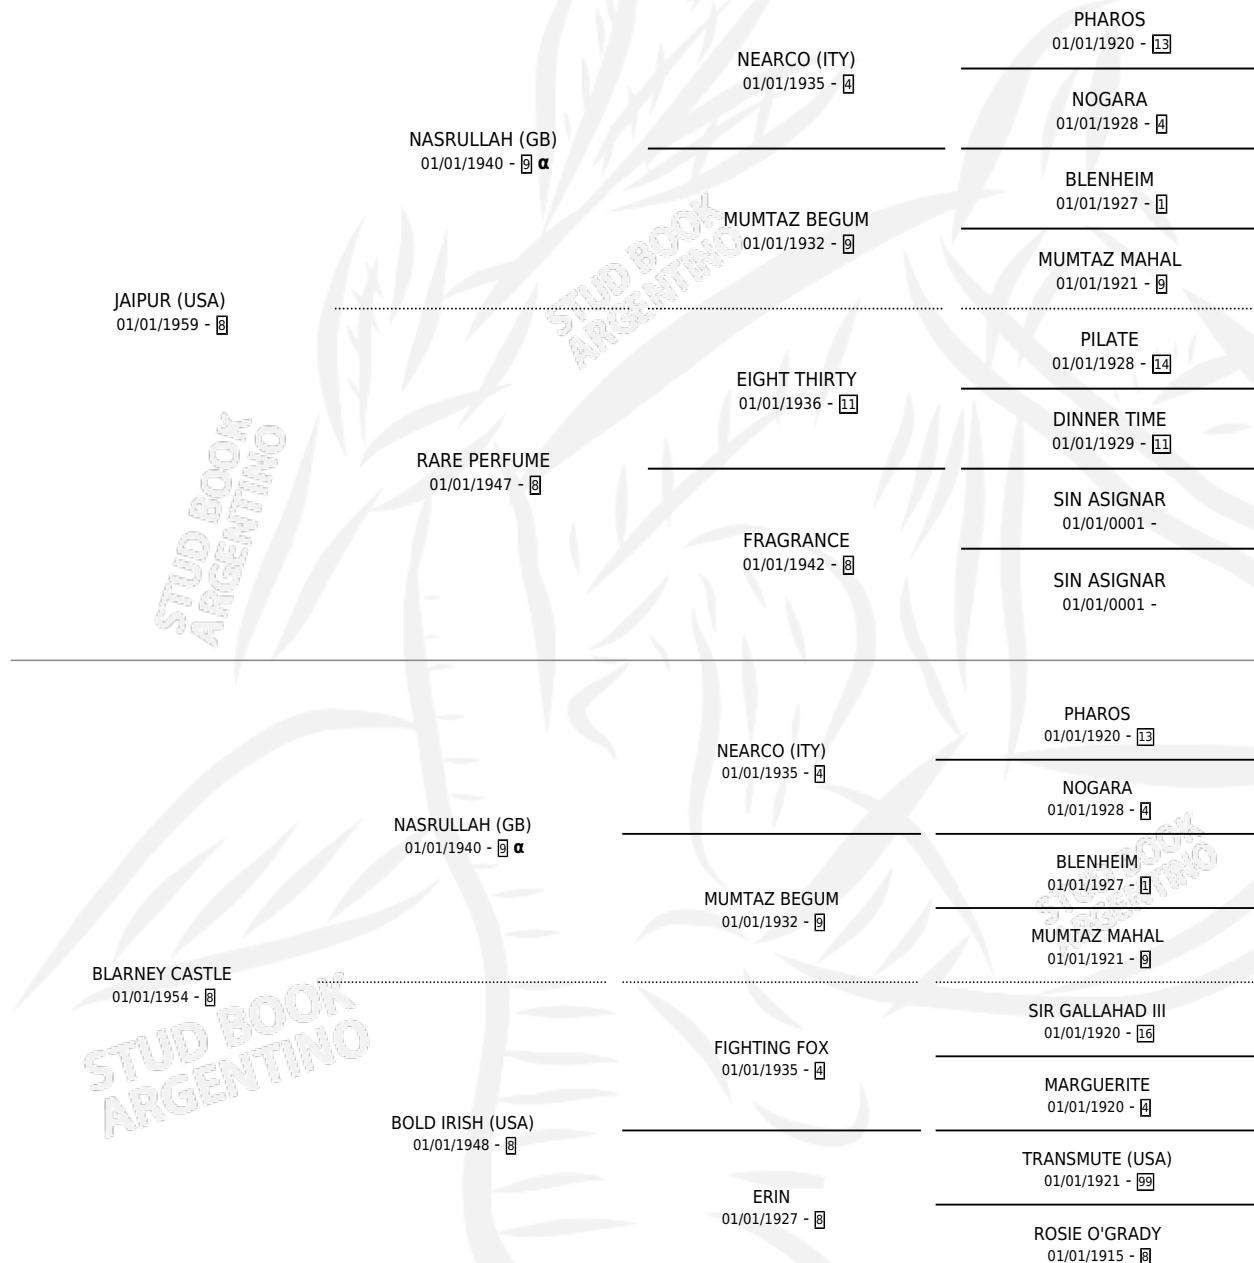 PHAROS
01/01/1920 - 13
NEARCO (ITY)
01/01/1935 - 4
NOGARA
01/01/1928 - 4
NASRULLAH (GB)
01/01/1940 - 9 α
BLENHEIM
01/01/1927 - 1
MUMTAZ BEGUM
01/01/1932 - 9
MUMTAZ MAHAL
01/01/1921 - 9
STUD BOOK
ARGENTINO
JAIPUR (USA)
01/01/1959 - 8
PILATE
01/01/1928 - 14
EIGHT THIRTY
01/01/1936 - 11
DINNER TIME
01/01/1929 - 11
RARE PERFUME
01/01/1947 - 8
SIN ASIGNAR
01/01/0001 -
FRAGRANCE
01/01/1942 - 8
SIN ASIGNAR
01/01/0001 -
STUD BOOK
ARGENTINO
PHAROS
01/01/1920 - 13
NEARCO (ITY)
01/01/1935 - 4
NOGARA
01/01/1928 - 4
NASRULLAH (GB)
01/01/1940 - 9 α
BLENHEIM
01/01/1927 - 1
STUD BOOK
ARGENTINO
MUMTAZ BEGUM
01/01/1932 - 9
MUMTAZ MAHAL
01/01/1921 - 9
BLARNEY CASTLE
01/01/1954 - 8
STUD BOOK
ARGENTINO
SIR GALLAHAD III
01/01/1920 - 16
FIGHTING FOX
01/01/1935 - 4
MARGUERITE
01/01/1920 - 4
BOLD IRISH (USA)
01/01/1948 - 8
TRANSMUTE (USA)
01/01/1921 - 99
ERIN
01/01/1927 - 8
ROSIE O'GRADY
01/01/1915 - 8